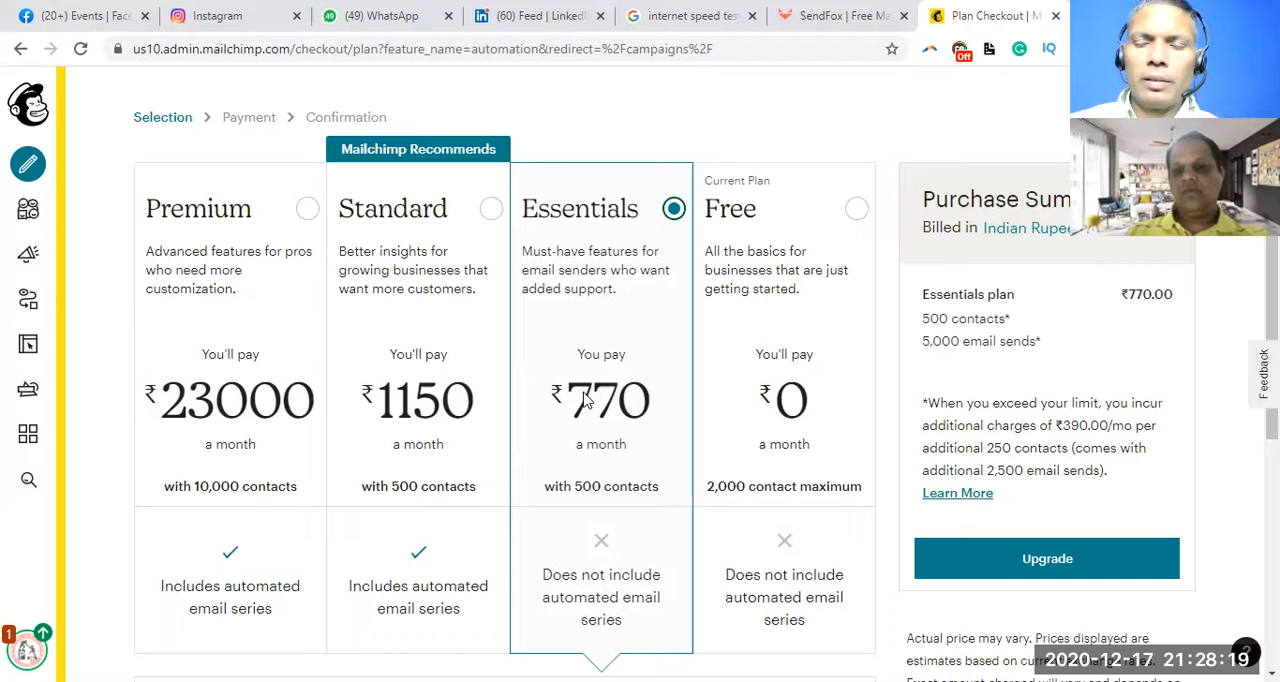 (20+) Events | Fac
Instagram
(49) WhatsApp
(60) Feed | LinkedI
internet speed tes
SendFox | Free Ma
Plan Checkout | M
us10.admin.mailchimp.com/checkout/plan?feature_name=automation&redirect=%2Fcampaigns%2F
Off
IQ
Selection > Payment > Confirmation
Mailchimp Recommends
Premium
Advanced features for pros
who need more
customization.
You'll pay
₹23000
a month
with 10,000 contacts
Includes automated
email series
Standard
Better insights for
growing businesses that
want more customers.
You'll pay
₹1150
a month
with 500 contacts
Includes automated
email series
Essentials
Must-have features for
email senders who want
added support.
You pay
₹770
a month
with 500 contacts
Does not include
automated email
series
Current Plan
Free
All the basics for
businesses that are just
getting started.
You'll pay
₹0
a month
2,000 contact maximum
Does not include
automated email
series
Purchase Sum
Billed in Indian Rupe
Essentials plan ₹770.00
500 contacts*
5,000 email sends*
*When you exceed your limit, you incur
additional charges of ₹390.00/mo per
additional 250 contacts (comes with
additional 2,500 email sends).
Learn More
Upgrade
Feedback
Actual price may vary. Prices displayed are
estimates based on
1
?
2020-12-17 21:28:19